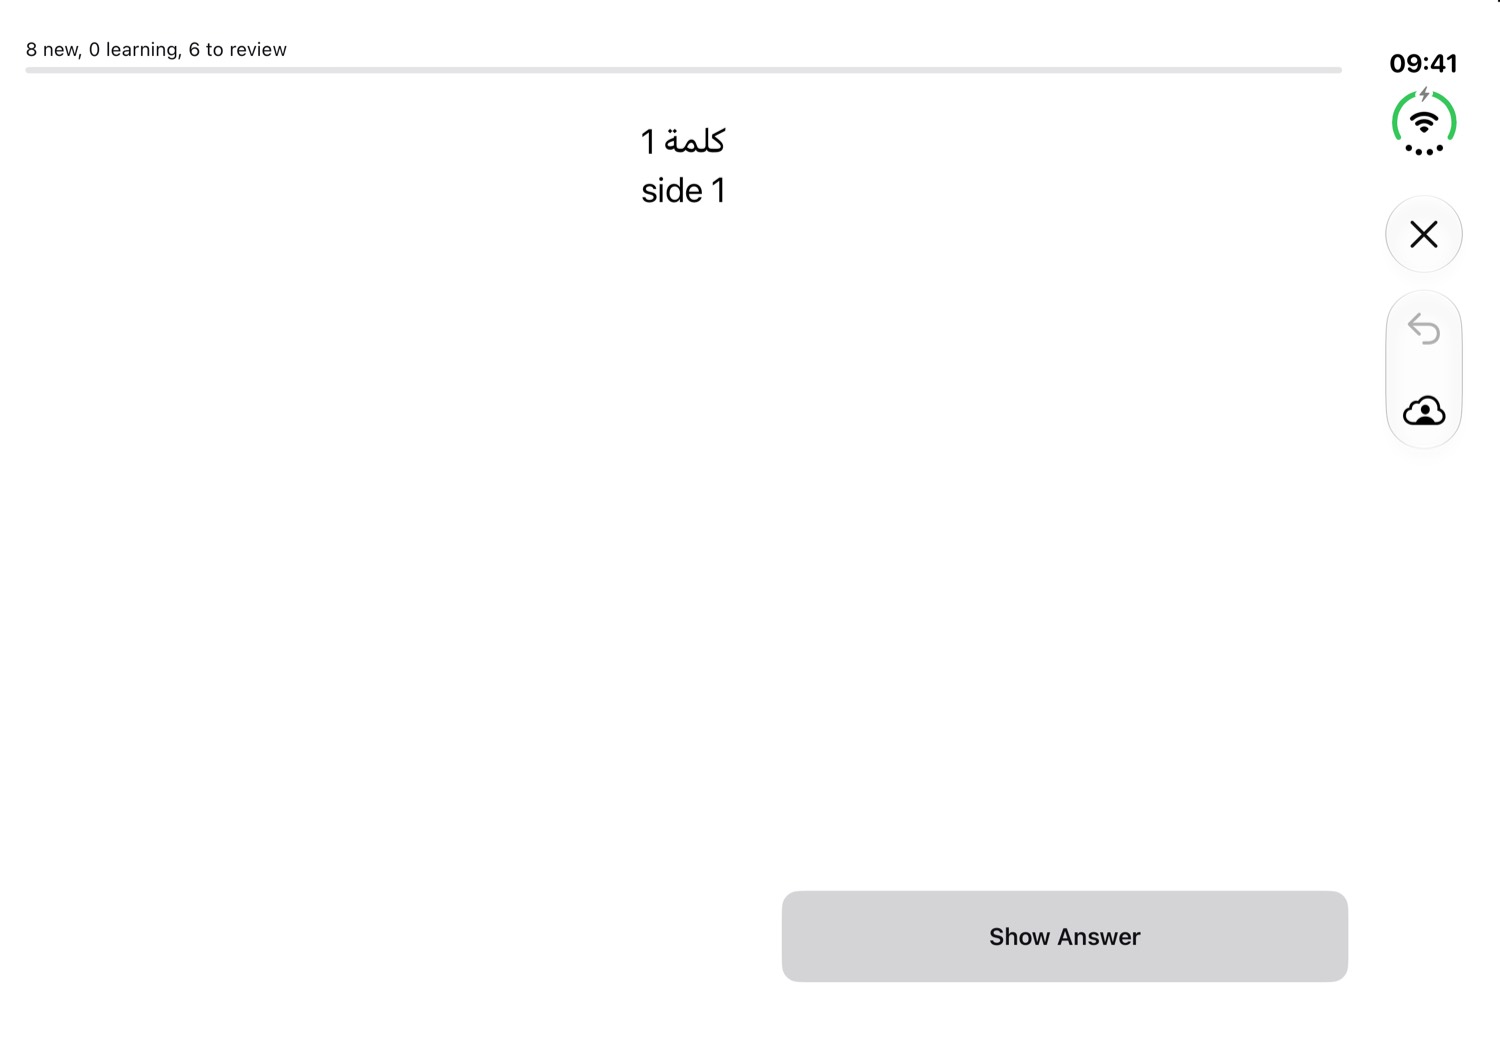 8 new, 0 learning, 6 to review
09:41
كلمة 1
side 1
Show Answer